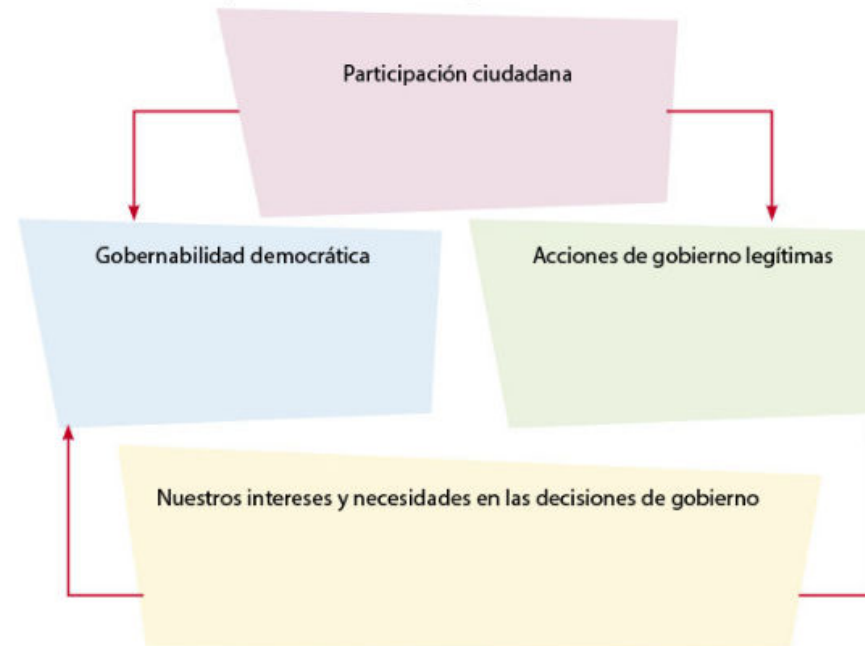 Participación ciudadana
Gobernabilidad democrática
Acciones de gobierno legítimas
Nuestros intereses y necesidades en las decisiones de gobierno